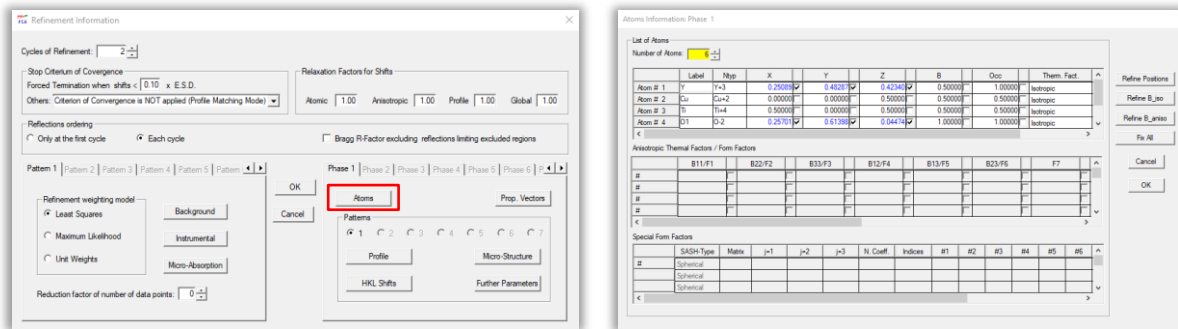 Refinement Information
Cycles of Refinement: 2
Stop Criterium of Covergence
Forced Termination when shifts < 0.10 x E.S.D.
Others: Criterion of Convergence is NOT applied (Profile Matching Mode)
Relaxation Factors for Shifts
Atomic 1.00 Anisotropic 1.00 Profile 1.00 Global 1.00
Reflections ordering
Only at the first cycle Each cycle Bragg R-Factor excluding reflections limiting excluded regions
Pattern 1 Pattern 2 Pattern 3 Pattern 4 Pattern 5 Pattern
Refinement weighting model
Least Squares
Maximum Likelihood
Unit Weights
Background
Instrumental
Micro-Absorption
Reduction factor of number of data points: 0
OK
Cancel
Phase 1 Phase 2 Phase 3 Phase 4 Phase 5 Phase 6 P
Atoms Prop. Vectors
Patterns
1 2 3 4 5 6 7
Profile Micro-Structure
HKL Shifts Further Parameters
Atoms Information: Phase 1
List of Atoms
Number of Atoms: 6
Label Ntyp X Y Z B Occ Therm. Fact.
Atom # 1 Y Y+3 0.25089 0.48287 0.42340 0.50000 1.00000 Isotropic
Atom # 2 Cu Cu+2 0.00000 0.00000 0.50000 0.50000 0.50000 Isotropic
Atom # 3 Ti Ti+4 0.00000 0.00000 0.50000 0.50000 0.50000 Isotropic
Atom # 4 O1 O-2 0.25701 0.61398 0.04474 1.00000 1.00000 Isotropic
Anisotropic Thermal Factors / Form Factors
B11/F1 B22/F2 B33/F3 B12/F4 B13/F5 B23/F6 F7
#
#
#
#
Special Form Factors
SASH-Type Matrix j=1 j=2 j=3 N. Coeff. Indices #1 #2 #3 #4 #5 #6
# Spherical
Spherical
Spherical
Refine Postions
Refine B_iso
Refine B_aniso
Fix All
Cancel
OK